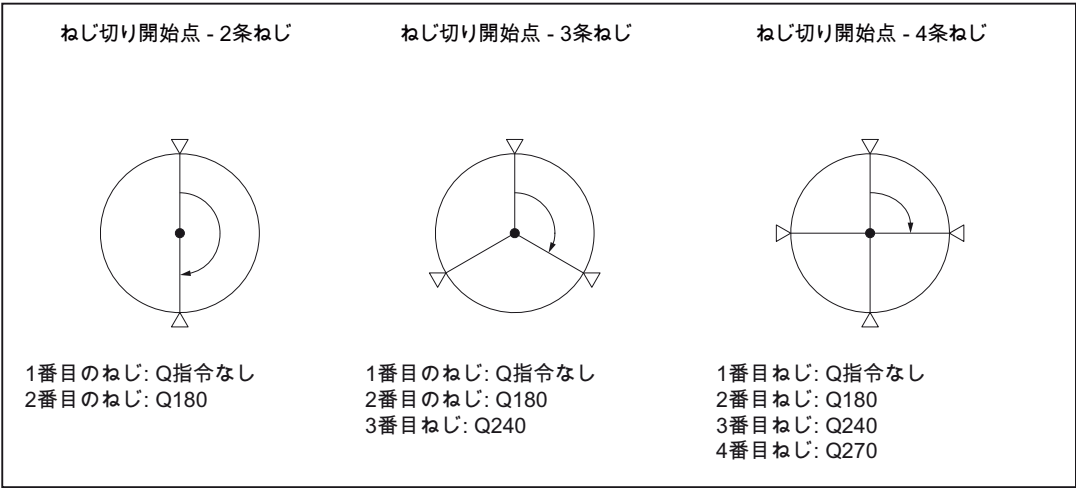 ねじ切り開始点 - 2条ねじ
ねじ切り開始点 - 3条ねじ
ねじ切り開始点 - 4条ねじ
1番目のねじ: Q指令なし
2番目のねじ: Q180
1番目のねじ: Q指令なし
2番目のねじ: Q180
3番目ねじ: Q240
1番目ねじ: Q指令なし
2番目ねじ: Q180
3番目ねじ: Q240
4番目ねじ: Q270